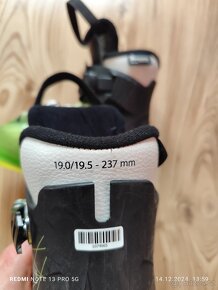 19.0/19.5 - 237 mm
REDMI NOTE 13 PRO 5G
14.12.2024 13:59